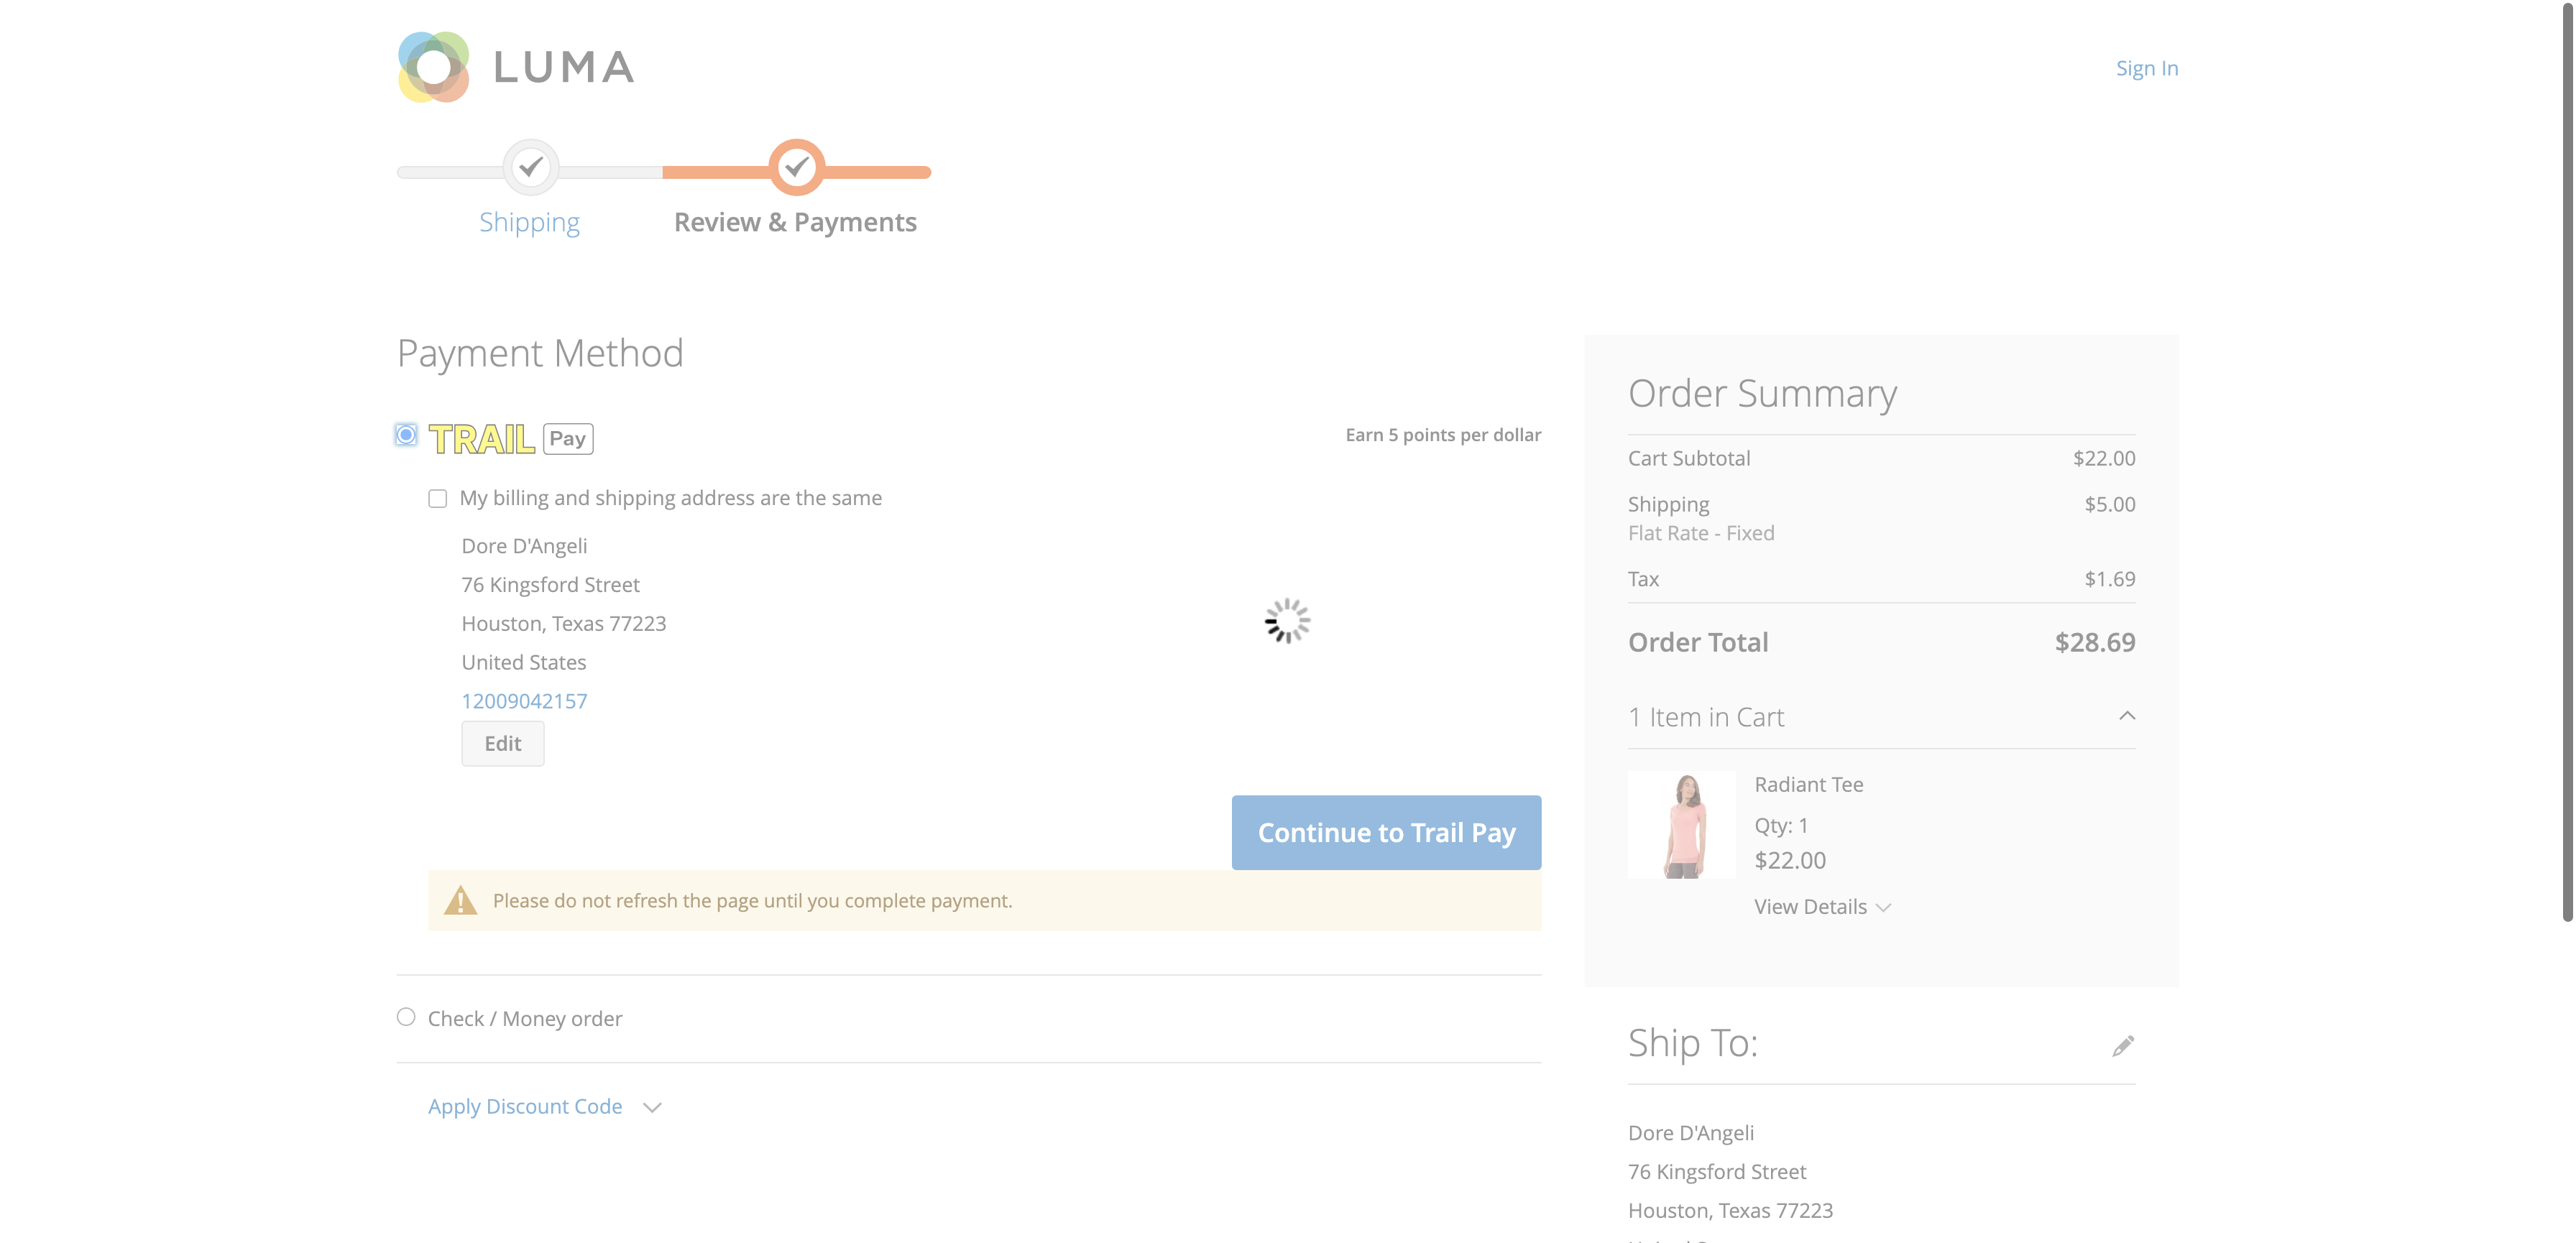 LUMA
Sign In
Shipping
Review & Payments
Payment Method
TRAIL Pay
Earn 5 points per dollar
My billing and shipping address are the same
Dore D'Angeli
76 Kingsford Street
Houston, Texas 77223
United States
12009042157
Edit
Continue to Trail Pay
Please do not refresh the page until you complete payment.
Check / Money order
Apply Discount Code
Order Summary
Cart Subtotal $22.00
Shipping $5.00
Flat Rate - Fixed
Tax $1.69
Order Total $28.69
1 Item in Cart
Radiant Tee
Qty: 1
$22.00
View Details
Ship To:
Dore D'Angeli
76 Kingsford Street
Houston, Texas 77223